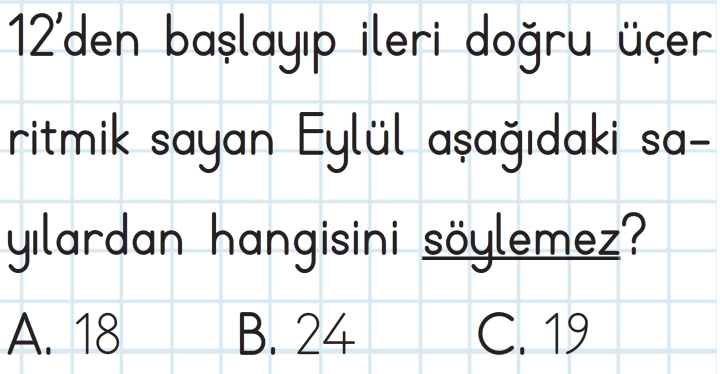 12'den başlayıp ileri doğru üçer
ritmik sayan Eylül aşağıdaki sa-
yılardan hangisini söylemez?
A. 18 B. 24 C. 19